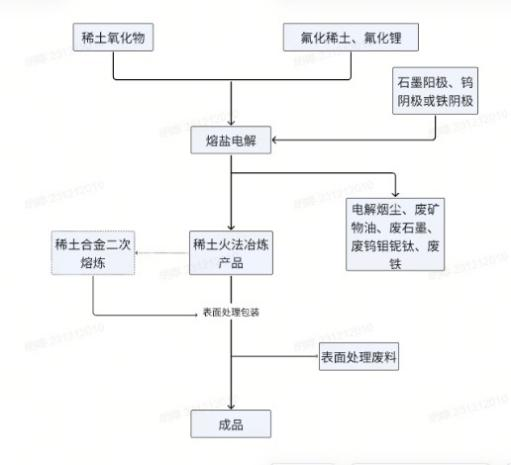 稀土氧化物
氟化稀土、氟化锂
石墨阳极、钨
阴极或铁阴极
熔盐电解
电解烟尘、废矿
物油、废石墨、
废钨钼铌钛、废
铁
稀土合金二次
熔炼
稀土火法冶炼
产品
表面处理包装
表面处理废料
成品